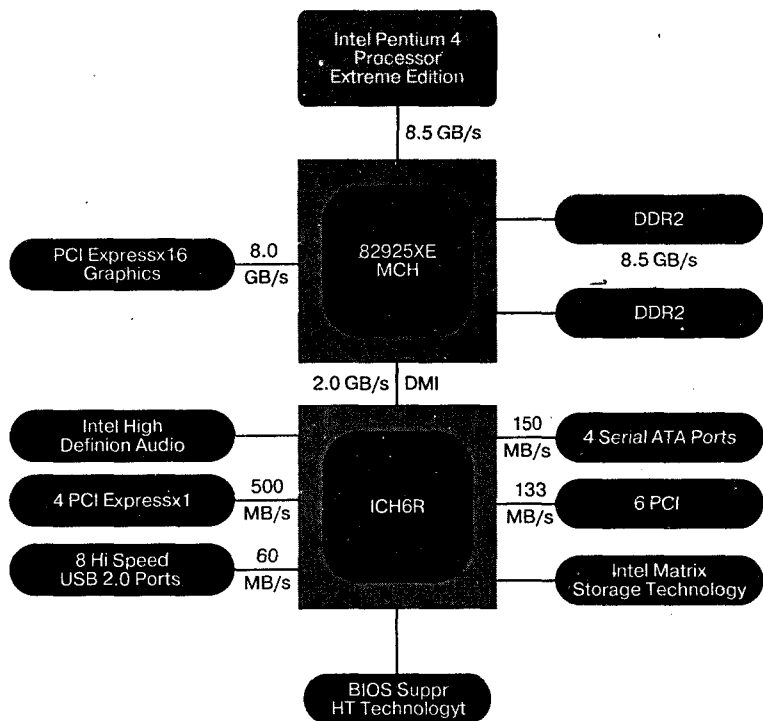 Intel Pentium 4
Processor
Extreme Edition
8.5 GB/s
PCI Expressx16
Graphics
8.0
GB/s
82925XE
MCH
DDR2
8.5 GB/s
DDR2
2.0 GB/s DMI
Intel High
Definion Audio
4 PCI Expressx1
500
MB/s
8 Hi Speed
USB 2.0 Ports
60
MB/s
ICH6R
150
MB/s
4 Serial ATA Ports
133
MB/s
6 PCI
Intel Matrix
Storage Technology
BIOS Suppr
HT Technologyt